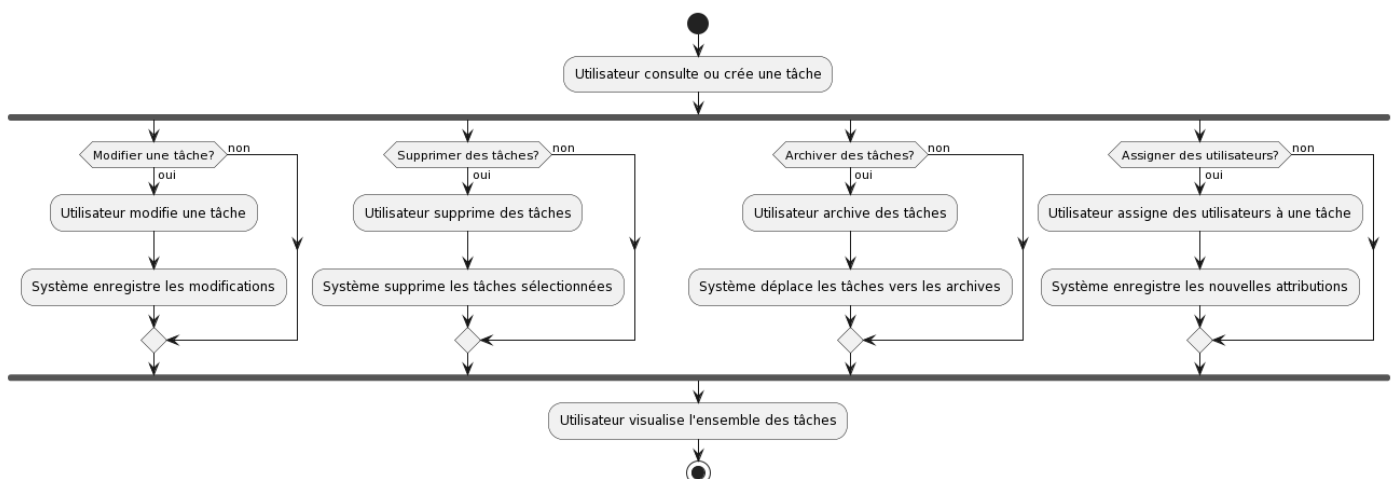 Utilisateur consulte ou crée une tâche
Modifier une tâche?
non
oui
Utilisateur modifie une tâche
Système enregistre les modifications
Supprimer des tâches?
non
oui
Utilisateur supprime des tâches
Système supprime les tâches sélectionnées
Archiver des tâches?
non
oui
Utilisateur archive des tâches
Système déplace les tâches vers les archives
Assigner des utilisateurs?
non
oui
Utilisateur assigne des utilisateurs à une tâche
Système enregistre les nouvelles attributions
Utilisateur visualise l'ensemble des tâches